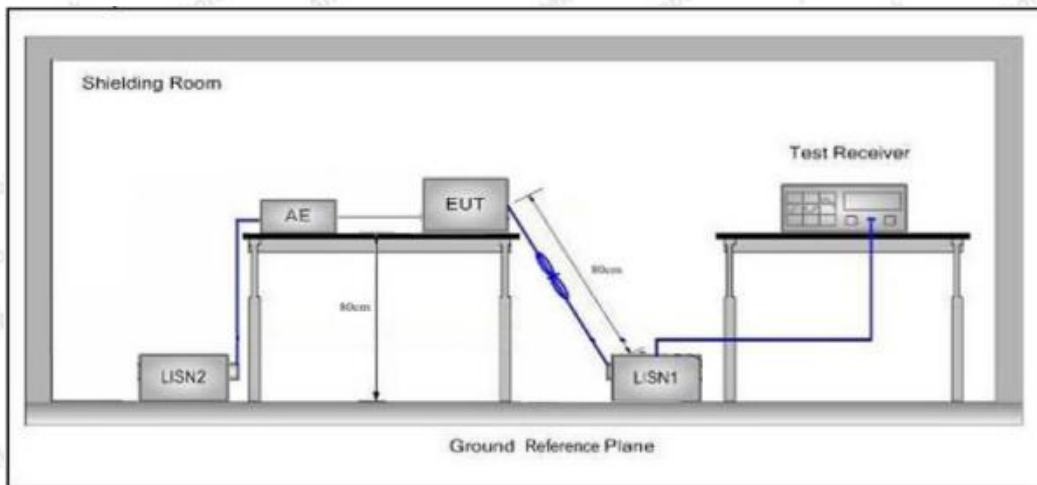 Shielding Room
Test Receiver
AE
EUT
80cm
80cm
LISN2
LISN1
Ground Reference Plane